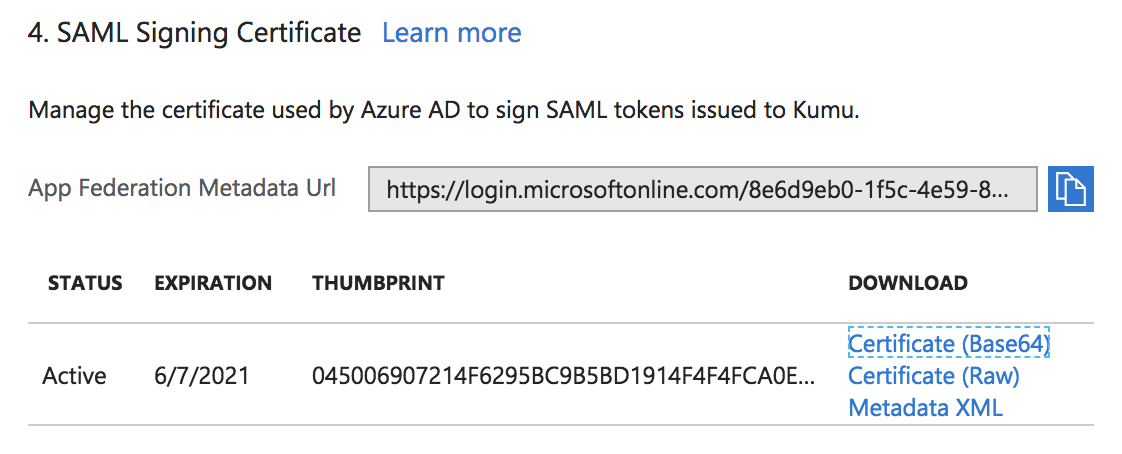 4. SAML Signing Certificate Learn more
Manage the certificate used by Azure AD to sign SAML tokens issued to Kumu.
App Federation Metadata Url https://login.microsoftonline.com/8e6d9eb0-1f5c-4e59-8...
STATUS EXPIRATION THUMBPRINT DOWNLOAD
Certificate (Base64)
Active 6/7/2021 045006907214F6295BC9B5BD1914F4F4FCA0E... Certificate (Raw)
Metadata XML